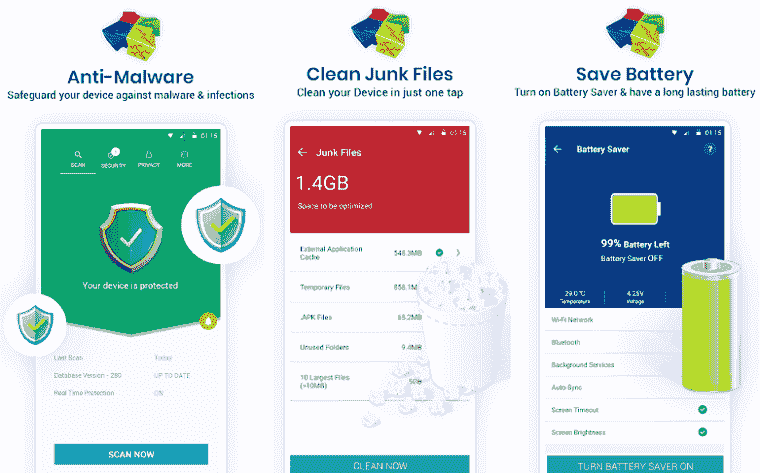 Anti-Malware
Safeguard your device against malware & infections
01:15
SCAN
SECURITY
PRIVACY
MORE
Your device is protected
Last Scan Today
Database Version - 280 UP TO DATE
Real Time Protection ON
SCAN NOW
Clean Junk Files
Clean your Device in just one tap
01:15
Junk Files
1.4GB
Space to be optimized
External Application
Cache
548.3MB
Temporary Files 858.1M
.APK Files
Unused Folders 9.4MB
10 Largest Files
(>10MB)
CLEAN NOW
Save Battery
Turn on Battery Saver & have a long lasting battery
01:15
Battery Saver ?
99% Battery Left
Battery Saver OFF
29.0°C 4.25V
Temperature Voltage
Wi-Fi Network
Bluetooth
Background Services
Auto-Sync
Screen Timeout
Screen Brightness
TURN BATTERY SAVER ON